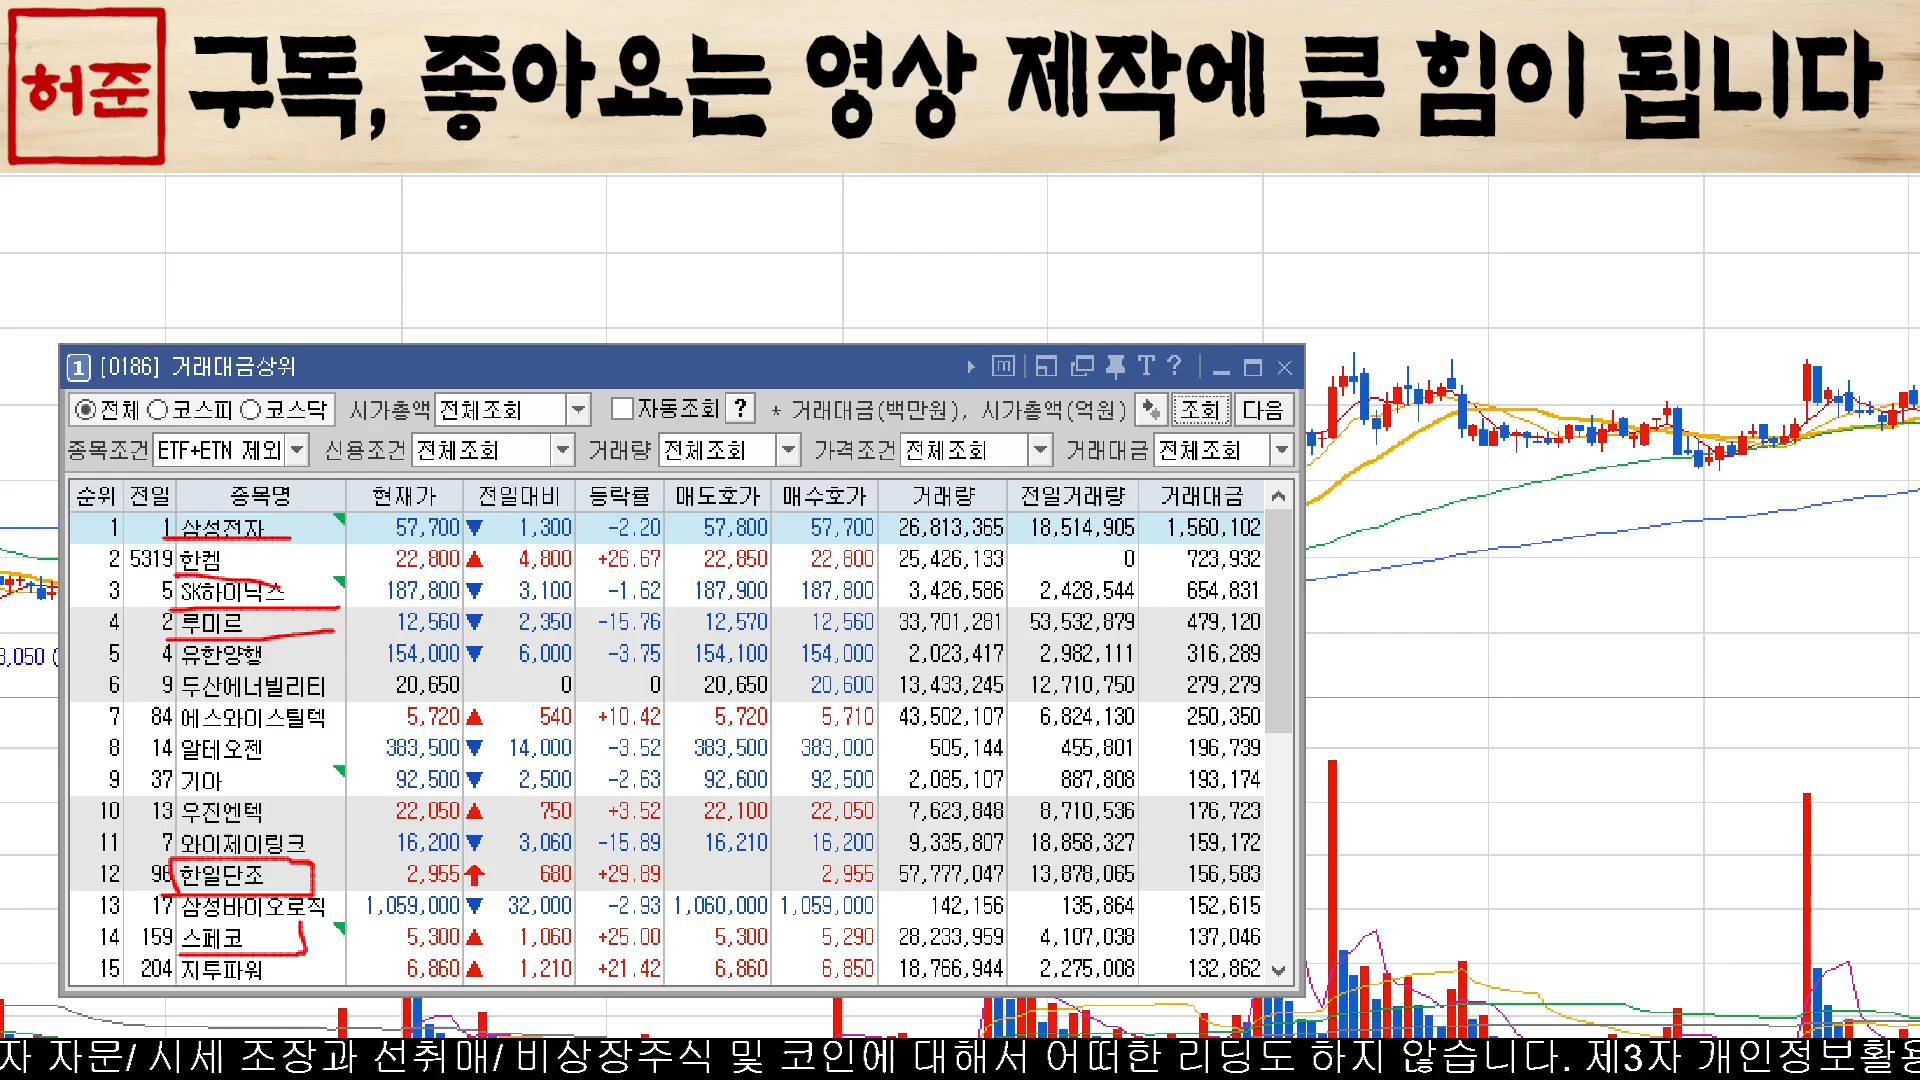 허준 구독, 좋아요는 영상 제작에 큰 힘이 됩니다
1 [0186] 거래대금상위 m T ?
전체 코스피 코스닥 시가총액 전체조회 자동조회 ? * 거래대금(백만원), 시가총액(억원) 조회 다음
종목조건 ETF+ETN 제외 신용조건 전체조회 거래량 전체조회 가격조건 전체조회 거래대금 전체조회
순위 전일 종목명 현재가 전일대비 등락률 매도호가 매수호가 거래량 전일거래량 거래대금
1 1 삼성전자 57,700 ▼ 1,300 -2.20 57,800 57,700 26,813,365 18,514,905 1,560,102
2 5319 한켐 22,800 ▲ 4,800 +26.67 22,850 22,800 25,426,133 0 723,932
3 5 SK하이닉스 187,800 ▼ 3,100 -1.62 187,900 187,800 3,426,586 2,428,544 654,831
4 2 루미르 12,560 ▼ 2,350 -15.76 12,570 12,560 33,701,281 53,532,879 479,120
5 4 유한양행 154,000 ▼ 6,000 -3.75 154,100 154,000 2,023,417 2,982,111 316,289
6 9 두산에너빌리티 20,650 0 0 20,650 20,600 13,433,245 12,710,750 279,279
7 84 에스와이스틸텍 5,720 ▲ 540 +10.42 5,720 5,710 43,502,107 6,824,130 250,350
8 14 알테오젠 383,500 ▼ 14,000 -3.52 383,500 383,000 505,144 455,801 196,739
9 37 기아 92,500 ▼ 2,500 -2.63 92,600 92,500 2,085,107 887,808 193,174
10 13 우진엔텍 22,050 ▲ 750 +3.52 22,100 22,050 7,623,848 8,710,536 176,723
11 7 와이제이링크 16,200 ▼ 3,060 -15.89 16,210 16,200 9,335,807 18,858,327 159,172
12 한일단조 2,955 ↑ 680 +29.89 2,955 57,777,047 13,878,065 156,583
13 17 삼성바이오로직 1,059,000 ▼ 32,000 -2.93 1,060,000 1,059,000 142,156 135,864 152,615
14 159 스페코 5,300 ▲ 1,060 +25.00 5,300 5,290 28,233,959 4,107,038 137,046
15 204 지투파워 6,860 ▲ 1,210 +21.42 6,860 6,850 18,766,944 2,275,008 132,862
3,050 (
자 자문/ 시세 조장과 선취매/ 비상장주식 및 코인에 대해서 어떠한 리딩도 하지 않습니다. 제3자 개인정보활용